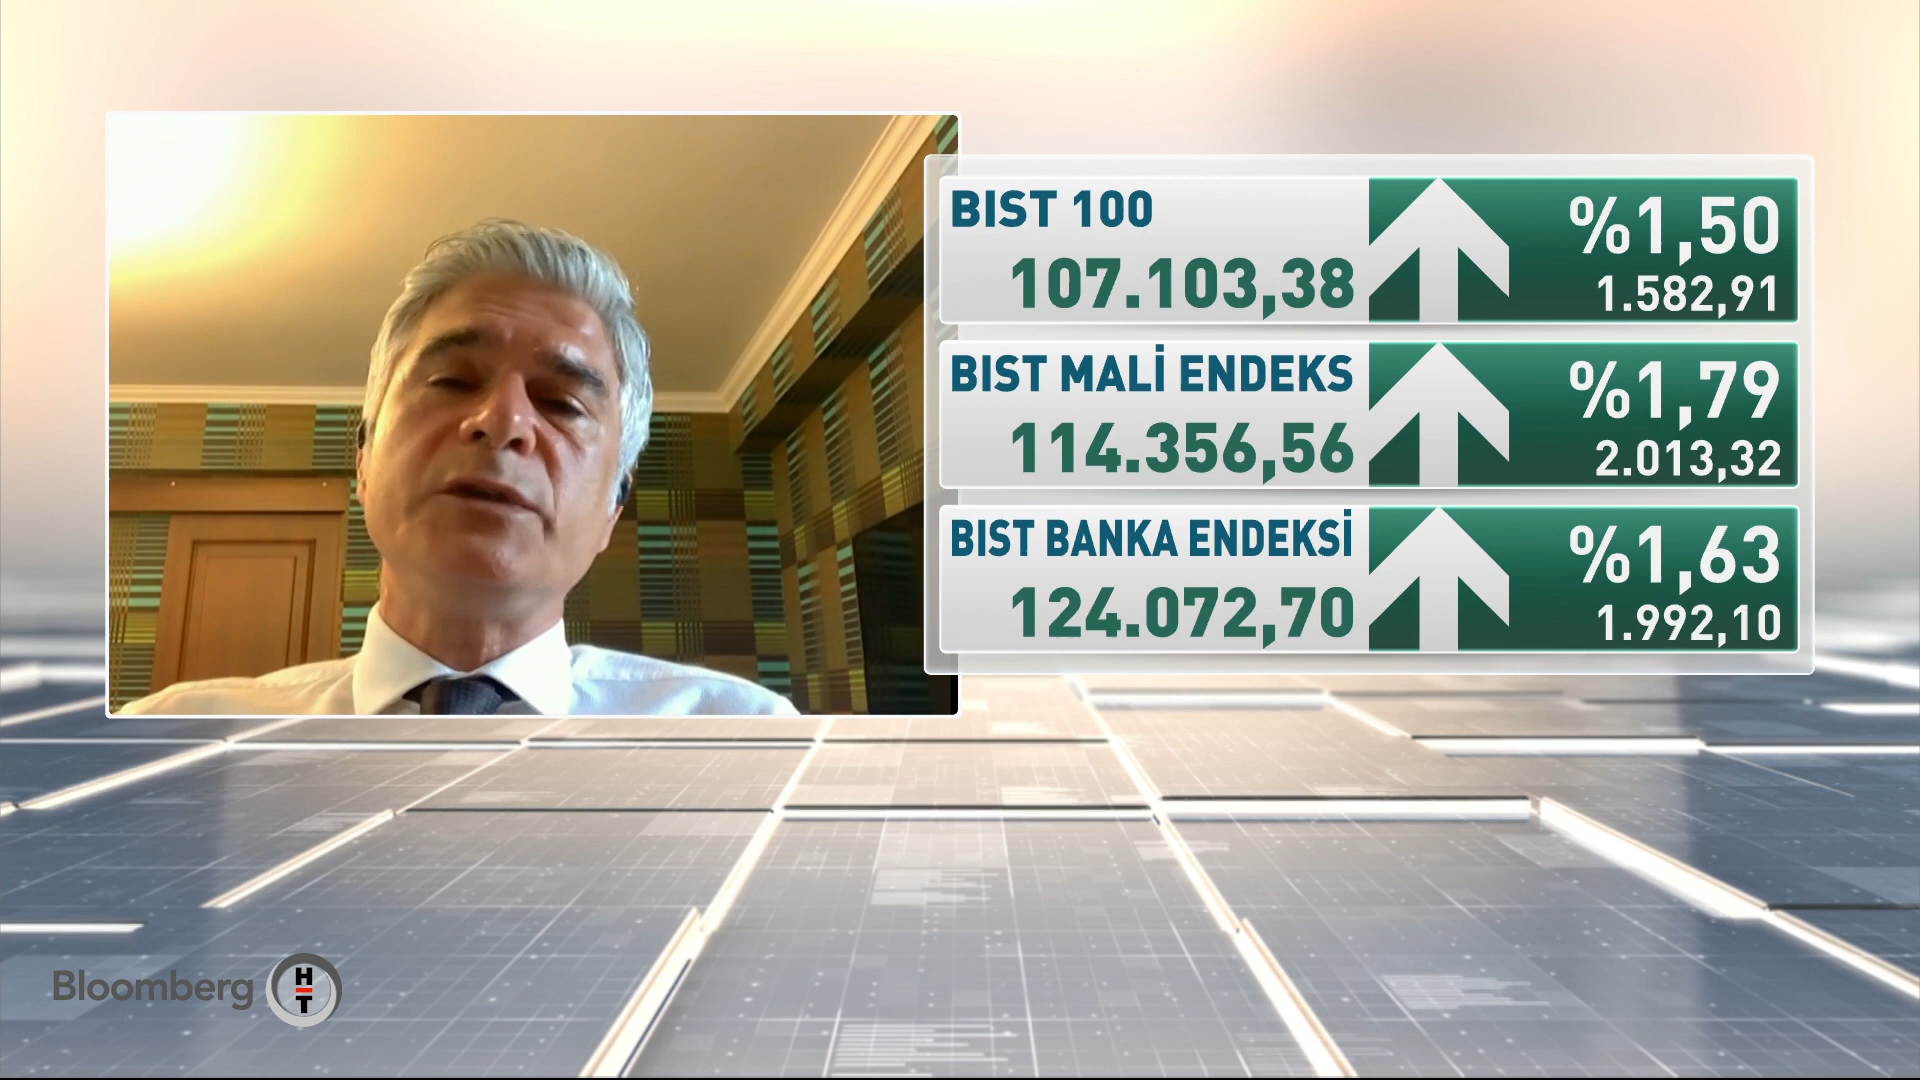 BIST 100
107.103,38
%1,50
1.582,91
BIST MALİ ENDEKS
114.356,56
%1,79
2.013,32
BIST BANKA ENDEKSİ
124.072,70
%1,63
1.992,10
Bloomberg HT